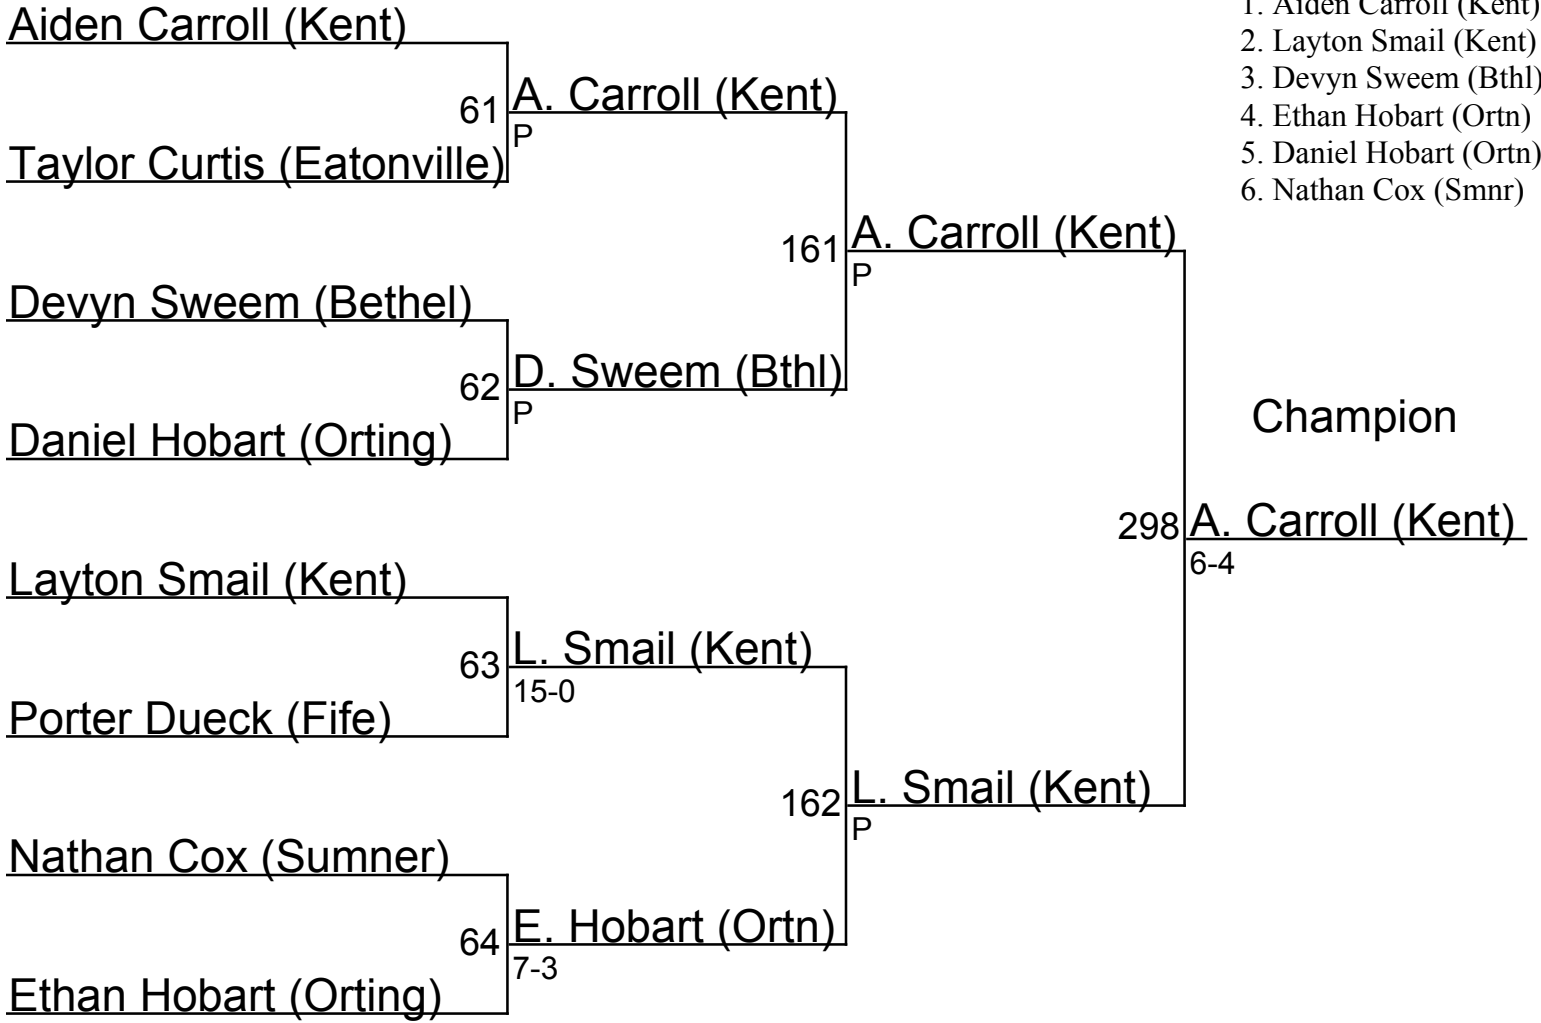 Aiden Carroll (Kent)
61
A. Carroll (Kent)
P
Taylor Curtis (Eatonville)
161
A. Carroll (Kent)
P
Devyn Sweem (Bethel)
62
D. Sweem (Bthl)
P
Daniel Hobart (Orting)
Champion
298
A. Carroll (Kent)
6-4
Layton Smail (Kent)
63
L. Smail (Kent)
15-0
Porter Dueck (Fife)
162
L. Smail (Kent)
P
Nathan Cox (Sumner)
64
E. Hobart (Ortn)
7-3
Ethan Hobart (Orting)
1. Aiden Carroll (Kent)
2. Layton Smail (Kent)
3. Devyn Sweem (Bthl)
4. Ethan Hobart (Ortn)
5. Daniel Hobart (Ortn)
6. Nathan Cox (Smnr)